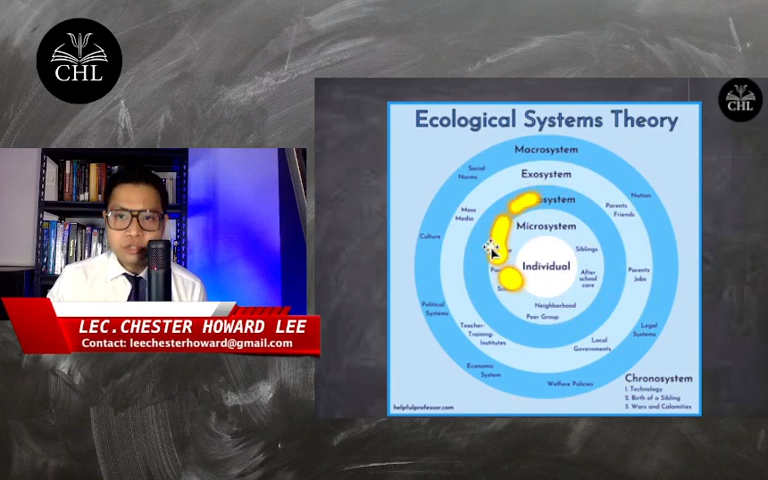 CHL
CHL
Ecological Systems Theory
Macrosystem
Social
Norms
Exosystem
Nation
Mass
Media
Parents
Friends
Culture
Microsystem
Siblings
Individual
After
school
care
Parents
Jobs
Neighborhood
Peer Group
Political
Systems
Teacher-
Training-
Institutes
Legal
Systems
Local
Governments
Economic
System
Welfare Policies
Chronosystem
1. Technology
2. Birth of a Sibling
3. Wars and Calamities
helpfulprofessor.com
LEC.CHESTER HOWARD LEE
Contact: leechesterhoward@gmail.com